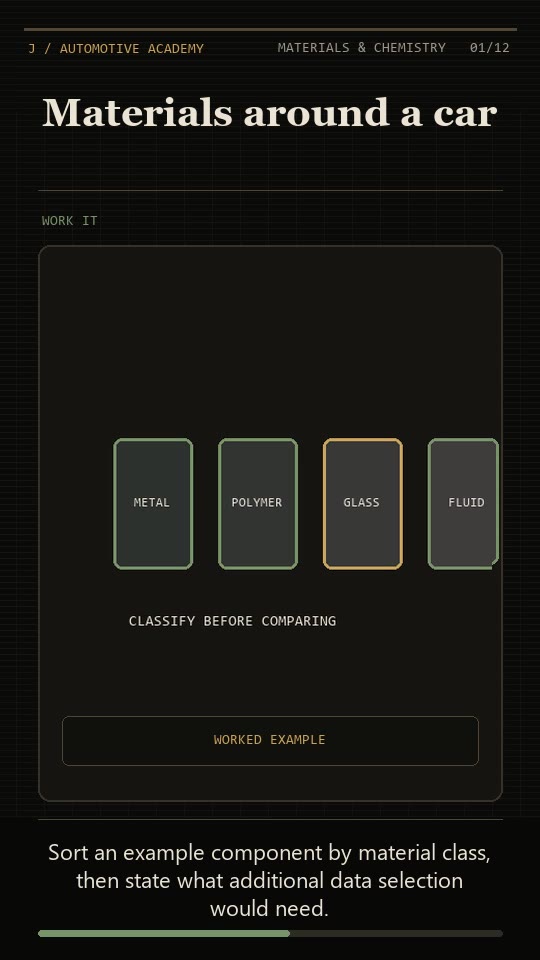 J / AUTOMOTIVE ACADEMY
MATERIALS & CHEMISTRY 01/12
Materials around a car
WORK IT
METAL
POLYMER
GLASS
FLUID
CLASSIFY BEFORE COMPARING
WORKED EXAMPLE
Sort an example component by material class,
then state what additional data selection
would need.